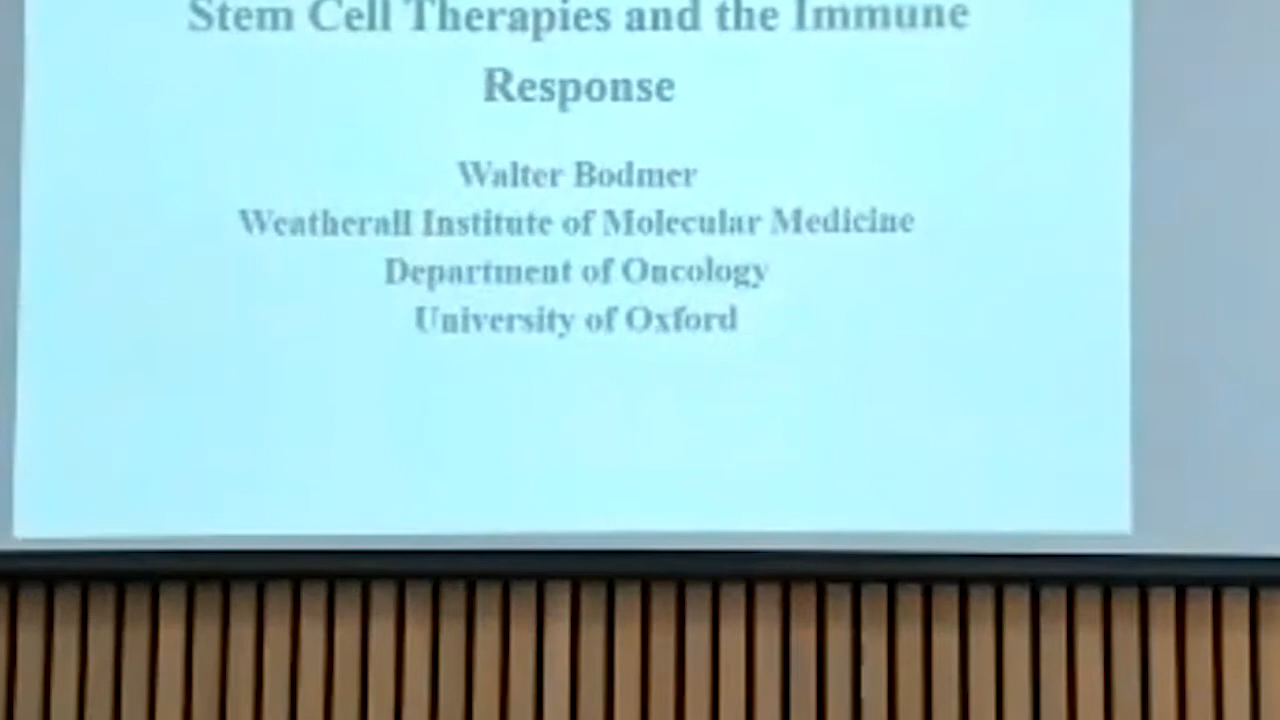 Stem Cell Therapies and the Immune
Response
Walter Bodmer
Weatherall Institute of Molecular Medicine
Department of Oncology
University of Oxford